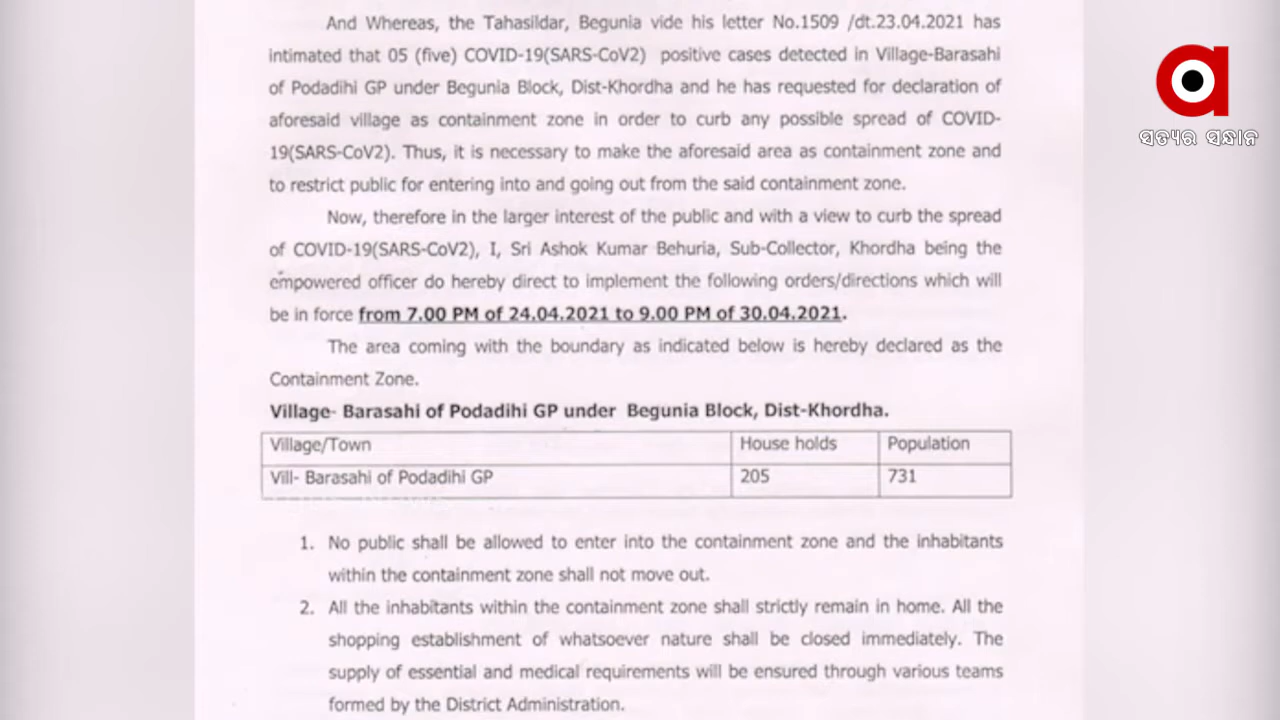 And Whereas, the Tahasildar, Begunia vide his letter No.1509 /dt.23.04.2021 has
intimated that 05 (five) COVID-19(SARS-CoV2) positive cases detected in Village-Barasahi
of Podadihi GP under Begunia Block, Dist-Khordha and he has requested for declaration of
aforesaid village as containment zone in order to curb any possible spread of COVID-
19(SARS-CoV2). Thus, it is necessary to make the aforesaid area as containment zone and
to restrict public for entering into and going out from the said containment zone.
Now, therefore in the larger interest of the public and with a view to curb the spread
of COVID-19(SARS-CoV2), I, Sri Ashok Kumar Behuria, Sub-Collector, Khordha being the
empowered officer do hereby direct to implement the following orders/directions which will
be in force from 7.00 PM of 24.04.2021 to 9.00 PM of 30.04.2021.
The area coming with the boundary as indicated below is hereby declared as the
Containment Zone.
Village- Barasahi of Podadihi GP under Begunia Block, Dist-Khordha.
Village/Town House holds Population
Vill- Barasahi of Podadihi GP 205 731
1. No public shall be allowed to enter into the containment zone and the inhabitants
within the containment zone shall not move out.
2. All the inhabitants within the containment zone shall strictly remain in home. All the
shopping establishment of whatsoever nature shall be closed immediately. The
supply of essential and medical requirements will be ensured through various teams
formed by the District Administration.
ସତ୍ୟର ସନ୍ଧାନ